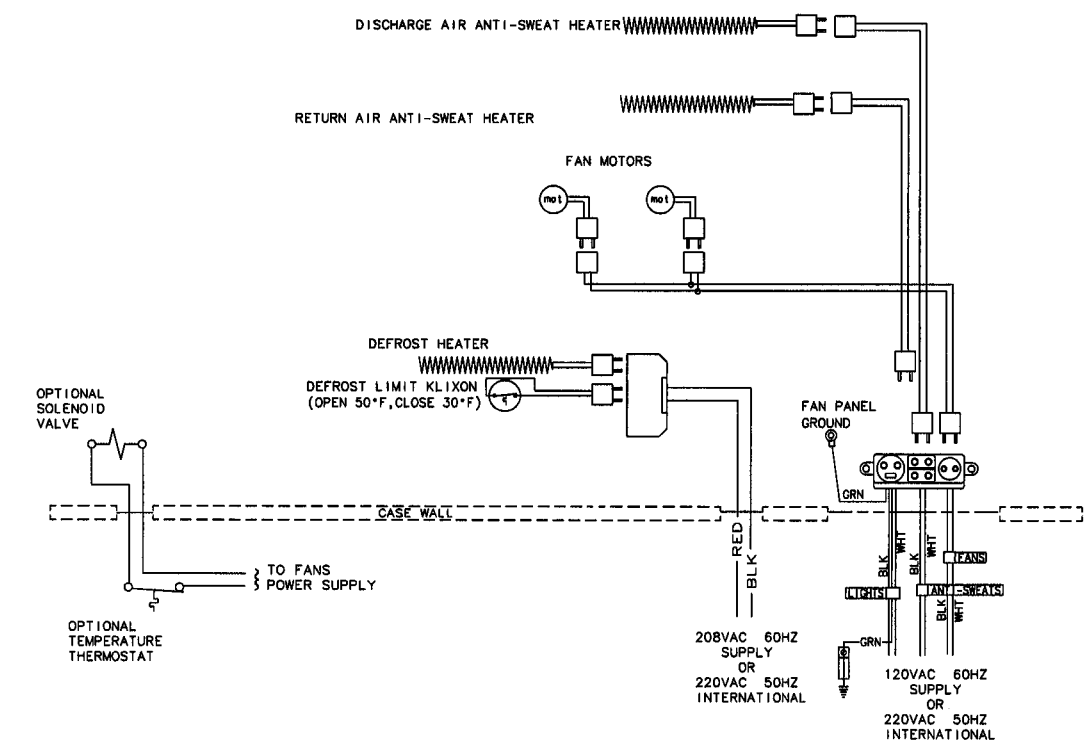 DISCHARGE AIR ANTI-SWEAT HEATER
RETURN AIR ANTI-SWEAT HEATER
FAN MOTORS
mot
mot
DEFROST HEATER
DEFROST LIMIT KLIXON
(OPEN 50°F,CLOSE 30°F)
OPTIONAL
SOLENOID
VALVE
FAN PANEL
GROUND
GRN
CASE WALL
RED
BLK
BLK
WHT
BLK
WHT
FANS
LIGHTS
ANTI-SWEATS
BLK
WHT
TO FANS
POWER SUPPLY
OPTIONAL
TEMPERATURE
THERMOSTAT
GRN
208VAC 60HZ
SUPPLY
OR
220VAC 50HZ
INTERNATIONAL
120VAC 60HZ
SUPPLY
OR
220VAC 50HZ
INTERNATIONAL